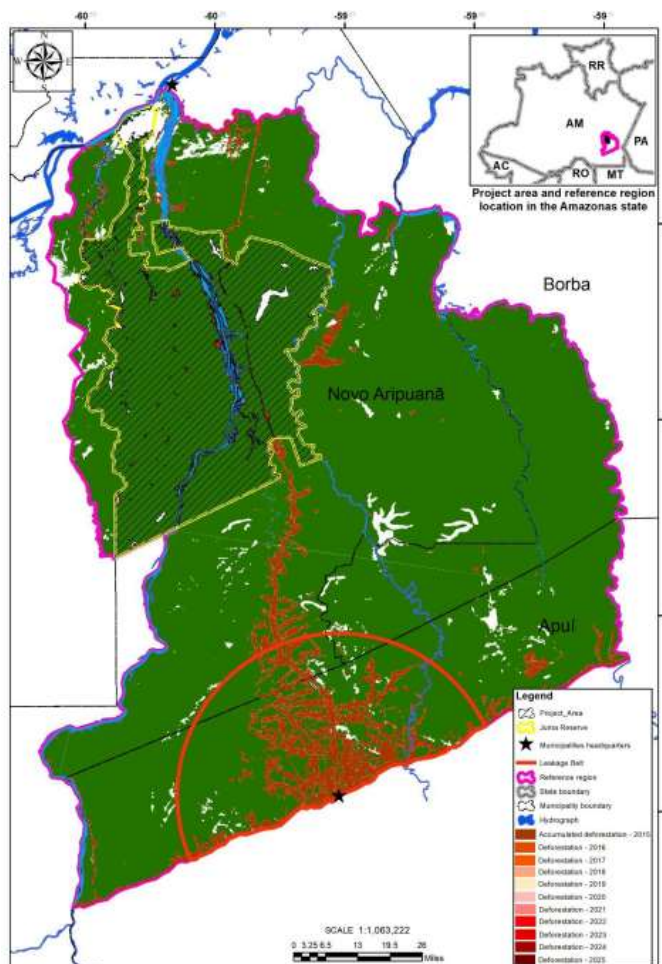 -60 -60 -59 -59
N
W E
S
RR
AM
PA
AC
RO
MT
Project area and reference region
location in the Amazonas state
Borba
Novo Aripuanã
Apuí
Legend
Project_Area
Juma Reserve
Municipalities headquarters
Leakage Belt
Reference region
State boundary
Municipality boundary
Hydrograph
Accumulated deforestation - 2015
Deforestation - 2016
Deforestation - 2017
Deforestation - 2018
Deforestation - 2019
Deforestation - 2020
Deforestation - 2021
Deforestation - 2022
Deforestation - 2023
Deforestation - 2024
Deforestation - 2025
SCALE 1:1,063,222
0 3.25 6.5 13 19.5 26
Miles